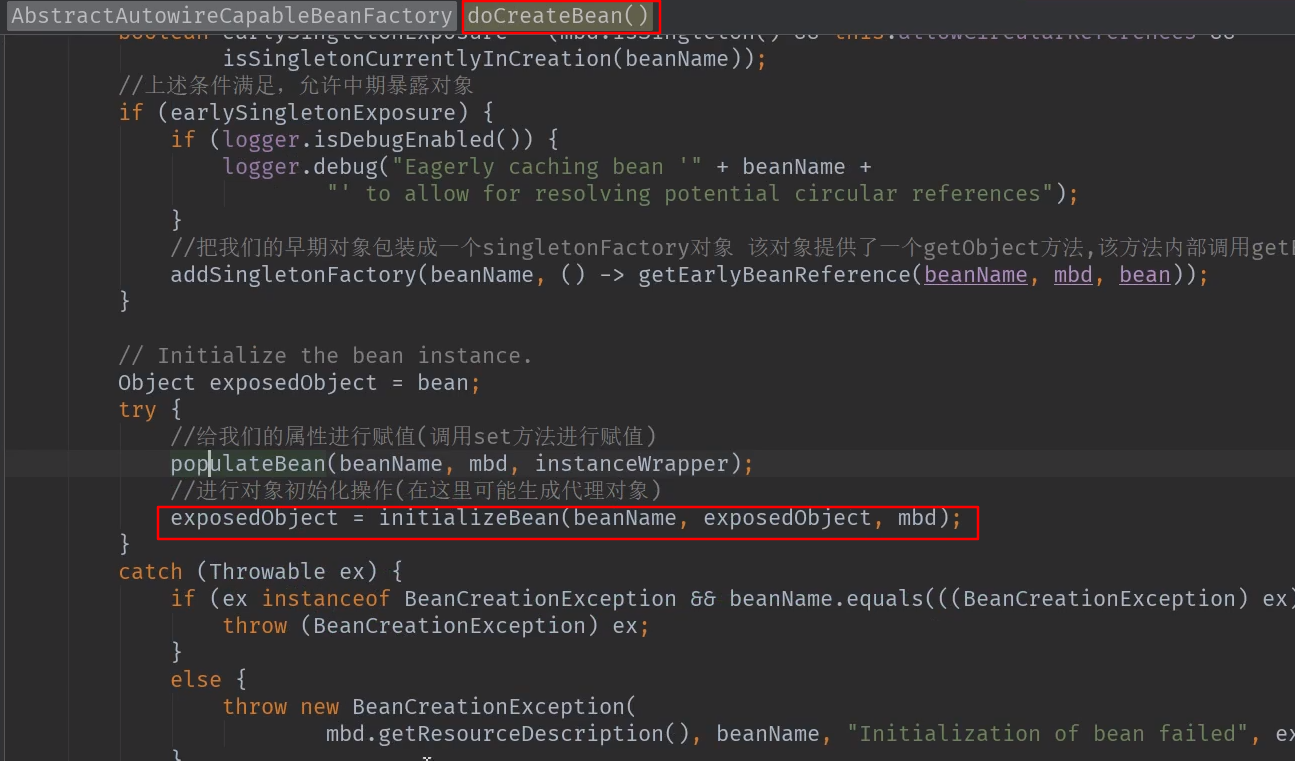 AbstractAutowireCapableBeanFactory doCreateBean()
boolean earlySingletonExposure = (mbd.isSingleton() && this.allowCircularReferences &&
isSingletonCurrentlyInCreation(beanName));
//上述条件满足，允许中期暴露对象
if (earlySingletonExposure) {
if (logger.isDebugEnabled()) {
logger.debug("Eagerly caching bean '" + beanName +
"' to allow for resolving potential circular references");
}
//把我们的早期对象包装成一个singletonFactory对象 该对象提供了一个getObject方法,该方法内部调用getE
addSingletonFactory(beanName, () -> getEarlyBeanReference(beanName, mbd, bean));
}
// Initialize the bean instance.
Object exposedObject = bean;
try {
//给我们的属性进行赋值(调用set方法进行赋值)
populateBean(beanName, mbd, instanceWrapper);
//进行对象初始化操作(在这里可能生成代理对象)
exposedObject = initializeBean(beanName, exposedObject, mbd);
}
catch (Throwable ex) {
if (ex instanceof BeanCreationException && beanName.equals(((BeanCreationException) ex)
throw (BeanCreationException) ex;
}
else {
throw new BeanCreationException(
mbd.getResourceDescription(), beanName, "Initialization of bean failed", ex
}